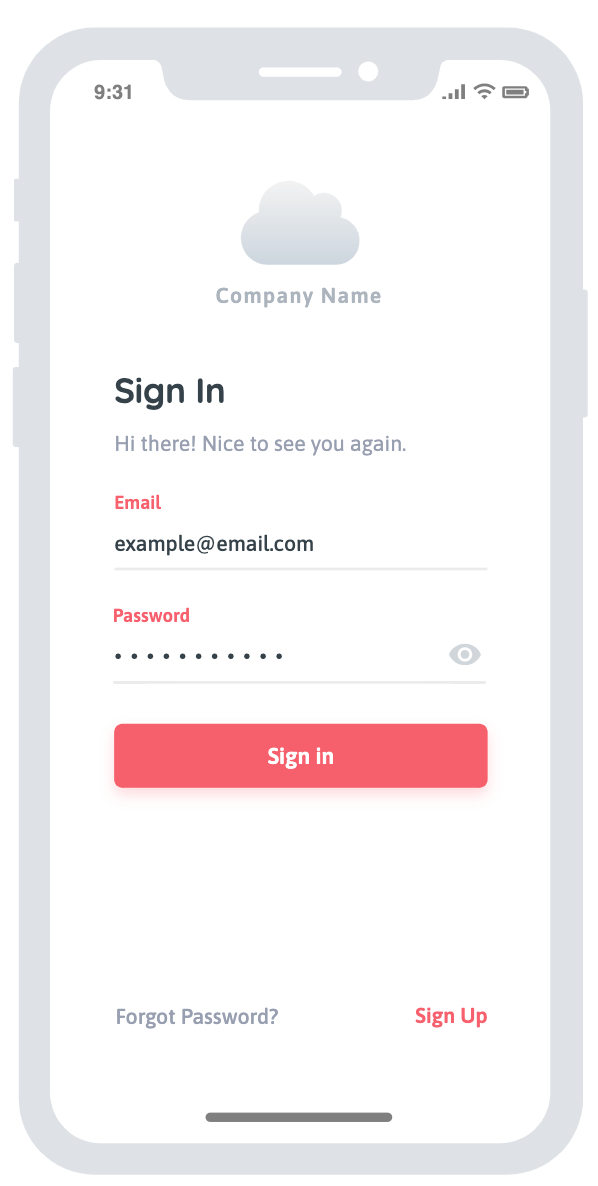 9:31
Company Name
Sign In
Hi there! Nice to see you again.
Email
example@email.com
Password
Sign in
Forgot Password? Sign Up